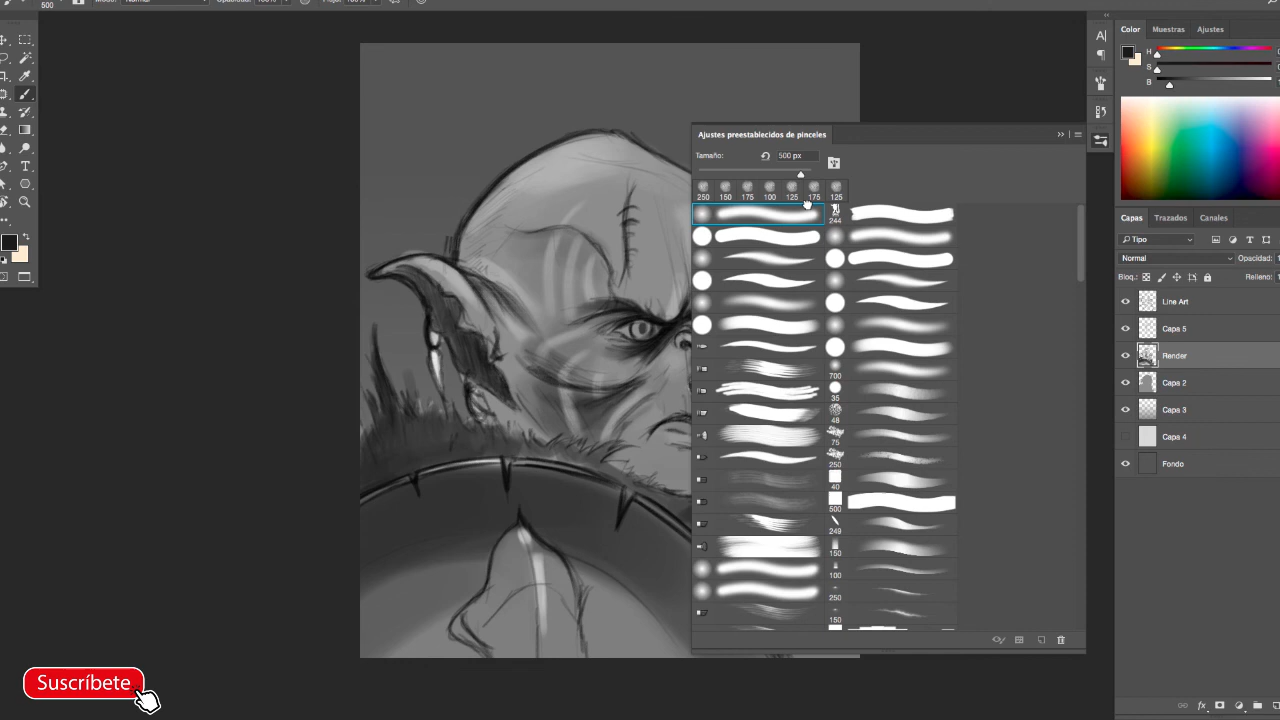 500
Normal
Color
Muestras
Ajustes
H
S
B
Ajustes preestablecidos de pinceles
Tamaño:
500 px
250
150
175
100
125
175
125
244
700
35
48
75
250
40
500
249
150
100
250
150
Capas
Trazados
Canales
Tipo
Normal
Opacidad:
Bloq.:
Relleno:
Line Art
Capa 5
Render
Capa 2
Capa 3
Capa 4
Fondo
fx
Suscríbete